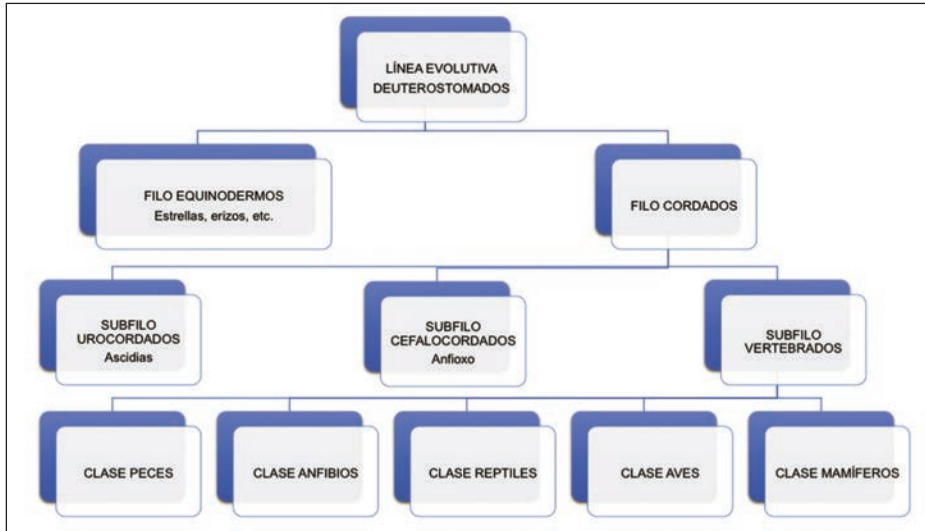 LÍNEA EVOLUTIVA
DEUTEROSTOMADOS
FILO EQUINODERMOS
Estrellas, erizos, etc.
FILO CORDADOS
SUBFILO
UROCORDADOS
Ascidias
SUBFILO
CEFALOCORDADOS
Anfioxo
SUBFILO
VERTEBRADOS
CLASE PECES
CLASE ANFIBIOS
CLASE REPTILES
CLASE AVES
CLASE MAMÍFEROS